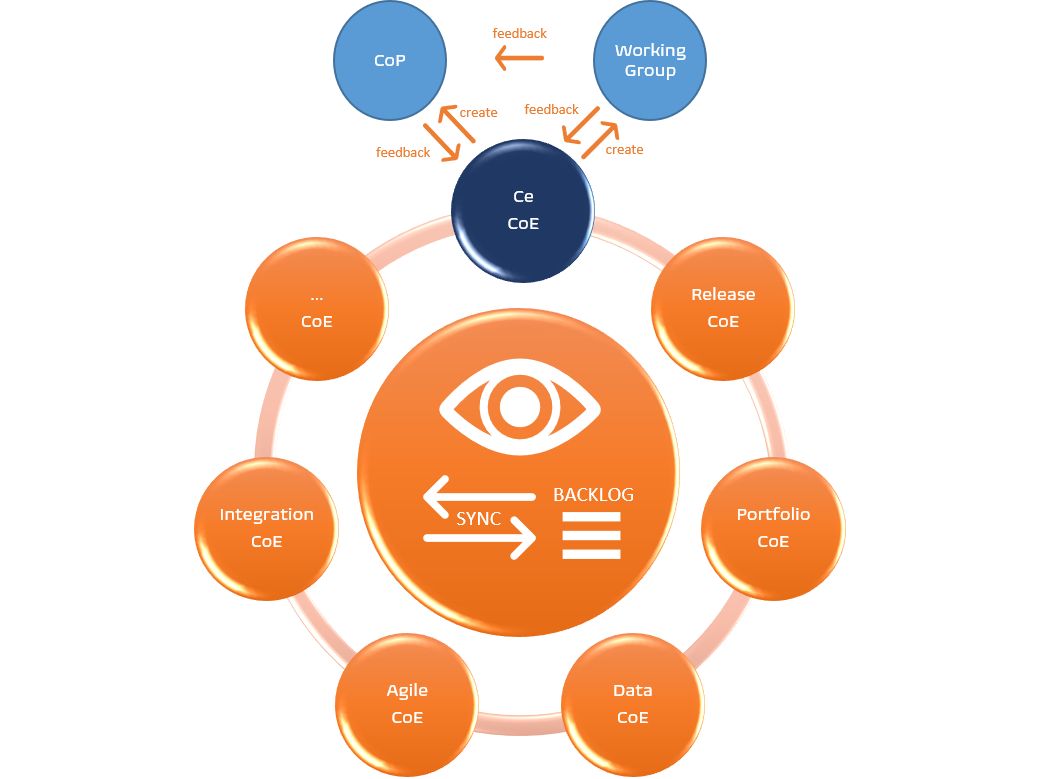 feedback
CoP
Working
Group
create
feedback
feedback
create
Ce
CoE
...
CoE
Release
CoE
BACKLOG
SYNC
Integration
CoE
Portfolio
CoE
Agile
CoE
Data
CoE